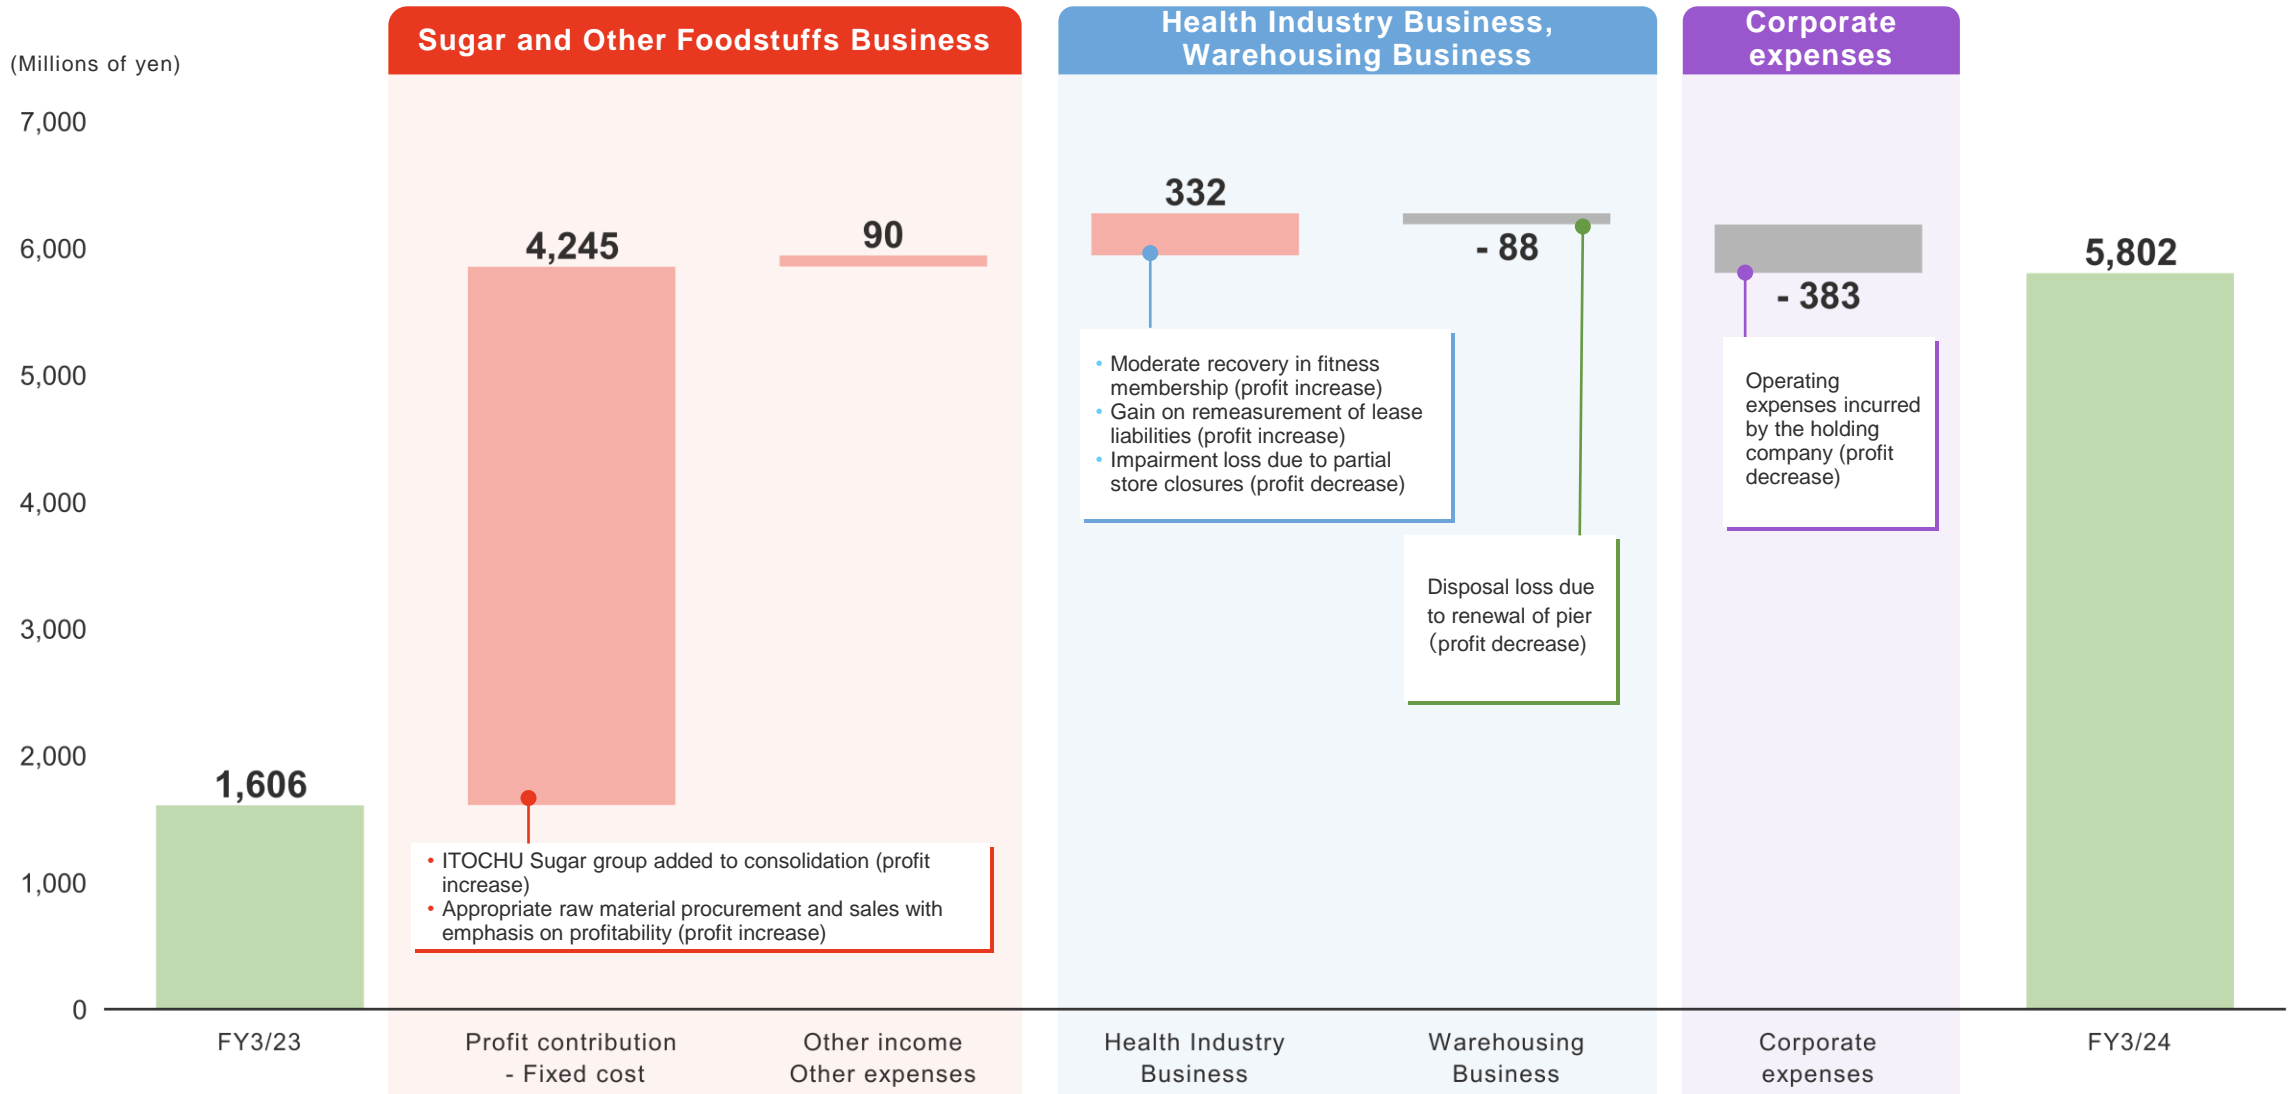 (Millions of yen)
Sugar and Other Foodstuffs Business
Health Industry Business,
Warehousing Business
Corporate
expenses
7,000
6,000
5,000
4,000
3,000
2,000
1,000
0
1,606
4,245
90
332
- 88
- 383
5,802
• ITOCHU Sugar group added to consolidation (profit
increase)
• Appropriate raw material procurement and sales with
emphasis on profitability (profit increase)
• Moderate recovery in fitness
membership (profit increase)
• Gain on remeasurement of lease
liabilities (profit increase)
• Impairment loss due to partial
store closures (profit decrease)
Disposal loss due
to renewal of pier
(profit decrease)
Operating
expenses incurred
by the holding
company (profit
decrease)
FY3/23
Profit contribution
- Fixed cost
Other income
Other expenses
Health Industry
Business
Warehousing
Business
Corporate
expenses
FY3/24